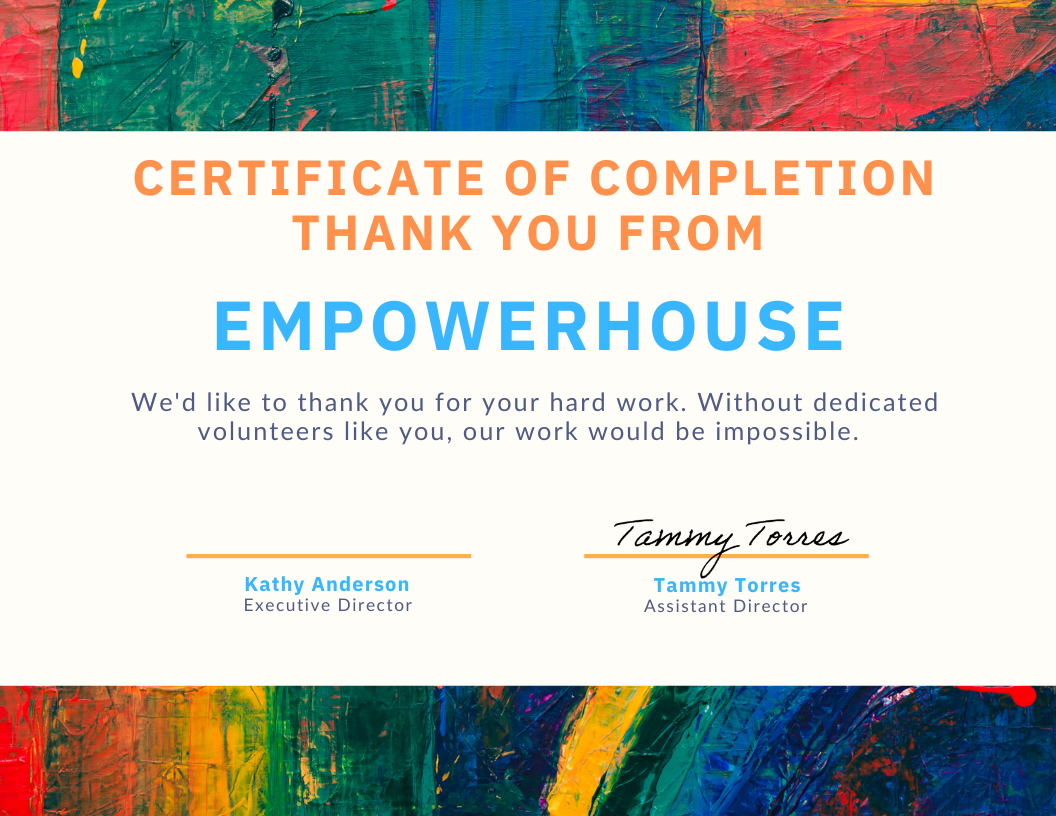 CERTIFICATE OF COMPLETION
THANK YOU FROM
EMPOWERHOUSE
We'd like to thank you for your hard work. Without dedicated
volunteers like you, our work would be impossible.
Tammy Torres
Kathy Anderson
Executive Director
Tammy Torres
Assistant Director